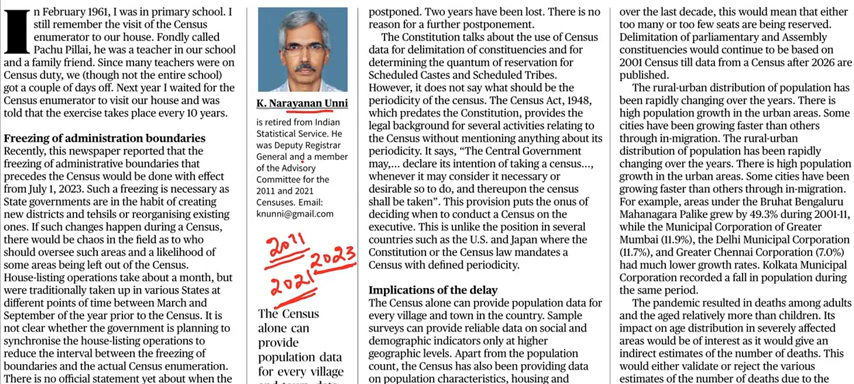 In February 1961, I was in primary school. I
still remember the visit of the Census
enumerator to our house. Fondly called
Pachu Pillai, he was a teacher in our school
and a family friend. Since many teachers were on
Census duty, we (though not the entire school)
got a couple of days off. Next year I waited for the
Census enumerator to visit our house and was
told that the exercise takes place every 10 years.
Freezing of administration boundaries
Recently, this newspaper reported that the
freezing of administrative boundaries that
precedes the Census would be done with effect
from July 1, 2023. Such a freezing is necessary as
State governments are in the habit of creating
new districts and tehsils or reorganising existing
ones. If such changes happen during a Census,
there would be chaos in the field as to who
should oversee such areas and a likelihood of
some areas being left out of the Census.
House-listing operations take about a month, but
were traditionally taken up in various States at
different points of time between March and
September of the year prior to the Census. It is
not clear whether the government is planning to
synchronise the house-listing operations to
reduce the interval between the freezing of
boundaries and the actual Census enumeration.
There is no official statement yet about when the
K. Narayanan Unni
is retired from Indian
Statistical Service. He
was Deputy Registrar
General and a member
of the Advisory
Committee for the
2011 and 2021
Censuses. Email:
knunni@gmail.com
2011
2023
2021
The Census
alone can
provide
population data
for every village
postponed. Two years have been lost. There is no
reason for a further postponement.
The Constitution talks about the use of Census
data for delimitation of constituencies and for
determining the quantum of reservation for
Scheduled Castes and Scheduled Tribes.
However, it does not say what should be the
periodicity of the census. The Census Act, 1948,
which predates the Constitution, provides the
legal background for several activities relating to
the Census without mentioning anything about its
periodicity. It says, “The Central Government
may,... declare its intention of taking a census...,
whenever it may consider it necessary or
desirable so to do, and thereupon the census
shall be taken”. This provision puts the onus of
deciding when to conduct a Census on the
executive. This is unlike the position in several
countries such as the U.S. and Japan where the
Constitution or the Census law mandates a
Census with defined periodicity.
Implications of the delay
The Census alone can provide population data for
every village and town in the country. Sample
surveys can provide reliable data on social and
demographic indicators only at higher
geographic levels. Apart from the population
count, the Census has also been providing data
on population characteristics, housing and
over the last decade, this would mean that either
too many or too few seats are being reserved.
Delimitation of parliamentary and Assembly
constituencies would continue to be based on
2001 Census till data from a Census after 2026 are
published.
The rural-urban distribution of population has
been rapidly changing over the years. There is
high population growth in the urban areas. Some
cities have been growing faster than others
through in-migration. The rural-urban
distribution of population has been rapidly
changing over the years. There is high population
growth in the urban areas. Some cities have been
growing faster than others through in-migration.
For example, areas under the Bruhat Bengaluru
Mahanagara Palike grew by 49.3% during 2001-11,
while the Municipal Corporation of Greater
Mumbai (11.9%), the Delhi Municipal Corporation
(11.7%), and Greater Chennai Corporation (7.0%)
had much lower growth rates. Kolkata Municipal
Corporation recorded a fall in population during
the same period.
The pandemic resulted in deaths among adults
and the aged relatively more than children. Its
impact on age distribution in severely affected
areas would be of interest as it would give an
indirect estimates of the number of deaths. This
would either validate or reject the various
estimates of the number of deaths due to the